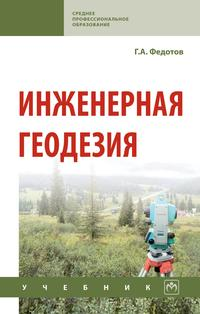 СРЕДНЕЕ
ПРОФЕССИОНАЛЬНОЕ
ОБРАЗОВАНИЕ
Г.А. Федотов
ИНЖЕНЕРНАЯ
ГЕОДЕЗИЯ
УЧЕБНИК